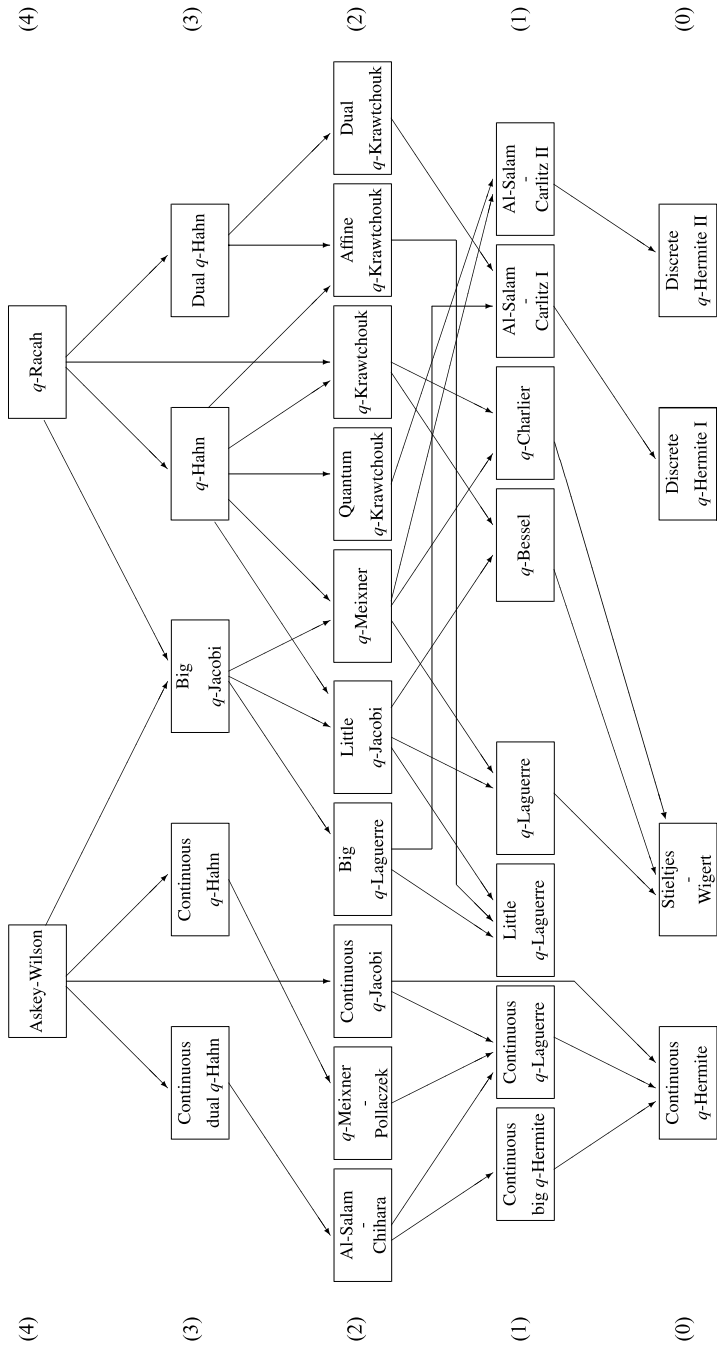 (4)
Askey-Wilson
q-Racah
(4)
(3)
Continuous
dual q-Hahn
Continuous
q-Hahn
Big
q-Jacobi
q-Hahn
Dual q-Hahn
(3)
(2)
Al-Salam
-
Chihara
q-Meixner
-
Pollaczek
Continuous
q-Jacobi
Big
q-Laguerre
Little
q-Jacobi
q-Meixner
Quantum
q-Krawtchouk
q-Krawtchouk
Affine
q-Krawtchouk
Dual
q-Krawtchouk
(2)
(1)
Continuous
big q-Hermite
Continuous
q-Laguerre
Little
q-Laguerre
q-Laguerre
q-Bessel
q-Charlier
Al-Salam
-
Carlitz I
Al-Salam
-
Carlitz II
(1)
(0)
Continuous
q-Hermite
Stieltjes
-
Wigert
Discrete
q-Hermite I
Discrete
q-Hermite II
(0)